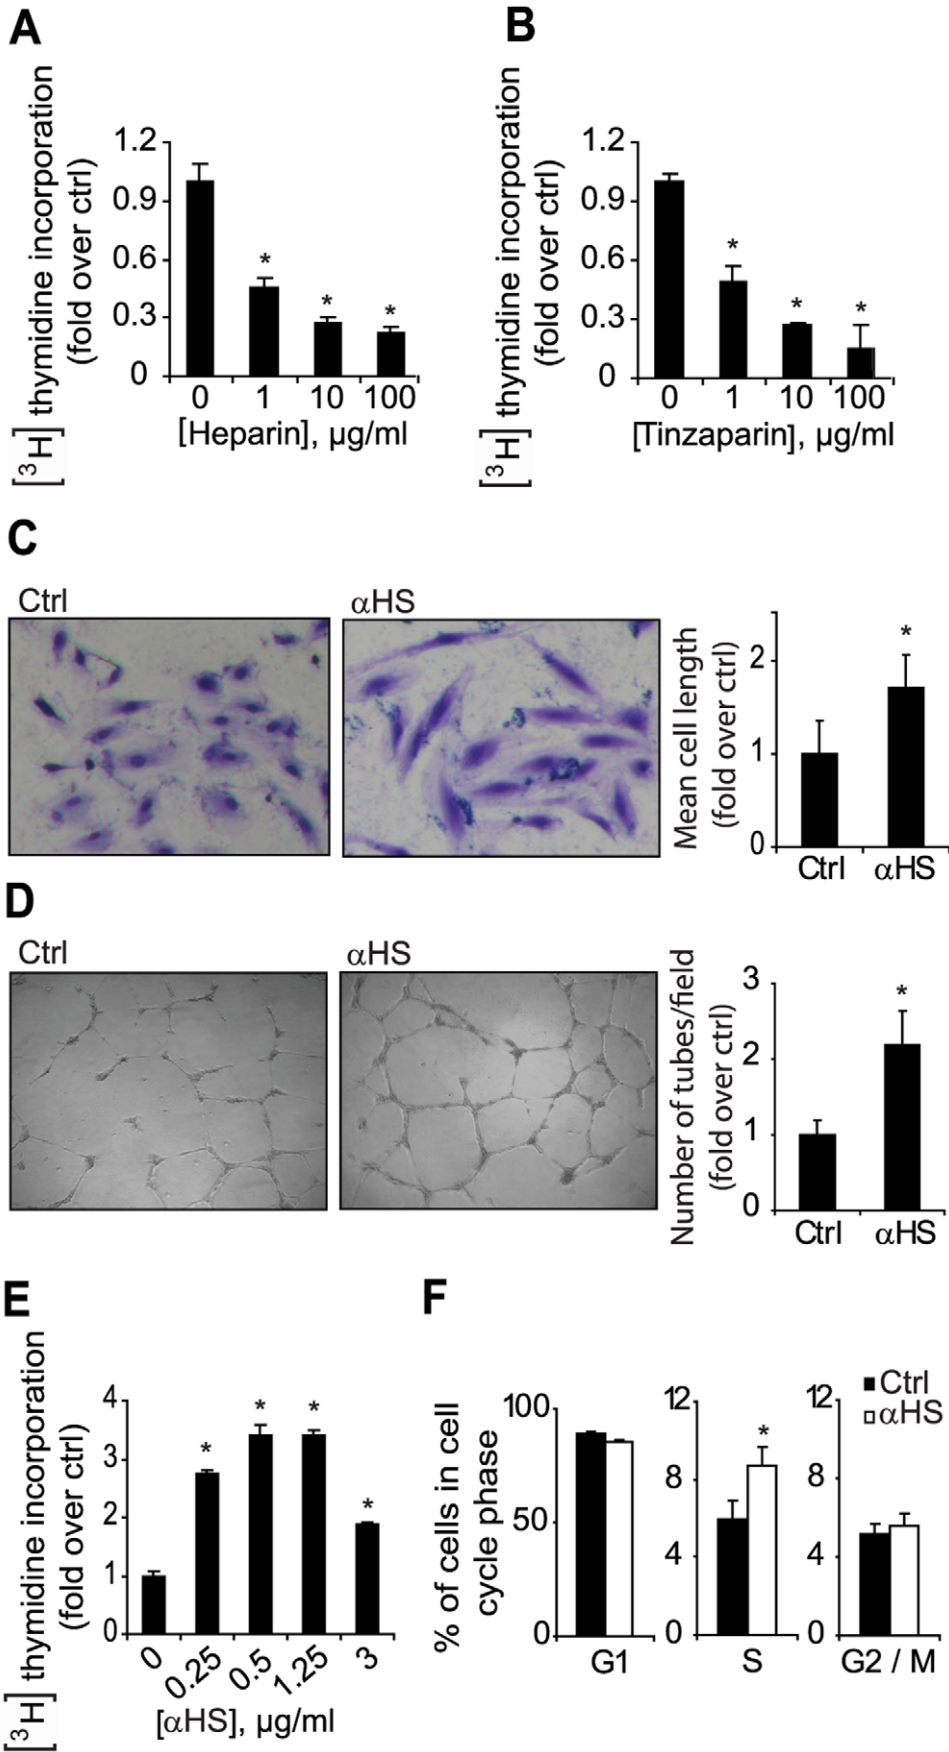 A
[³H] thymidine incorporation
(fold over ctrl)
1.2
0.9
0.6
0.3
0
*
*
*
0 1 10 100
[Heparin], µg/ml
B
[³H] thymidine incorporation
(fold over ctrl)
1.2
0.9
0.6
0.3
0
*
*
*
0 1 10 100
[Tinzaparin], µg/ml
C
Ctrl
αHS
Mean cell length
(fold over ctrl)
2
1
0
*
Ctrl αHS
D
Ctrl
αHS
Number of tubes/field
(fold over ctrl)
3
2
1
0
*
Ctrl αHS
E
[³H] thymidine incorporation
(fold over ctrl)
4
3
2
1
0
*
*
*
*
0 0.25 0.5 1.25 3
[αHS], µg/ml
F
% of cells in cell
cycle phase
100
50
0
G1
12
8
4
0
*
S
12
8
4
0
G2 / M
Ctrl
αHS